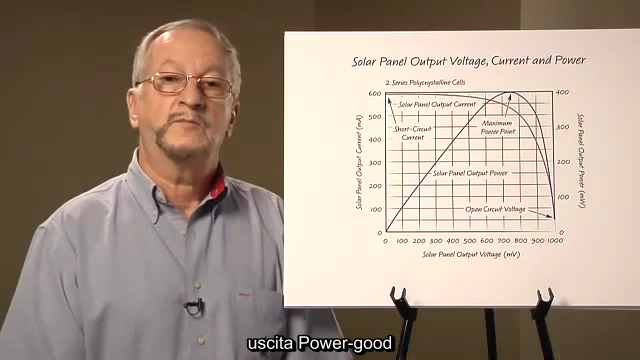 Solar Panel Output Voltage, Current and Power
2 Series Polycrystalline Cells
600
500
400
300
200
100
0
Solar Panel Output Current (mA)
Solar Panel Output Current
Short-Circuit
Current
Maximum
Power Point
Solar Panel Output Power
Open Circuit Voltage
400
300
200
100
0
Solar Panel Output Power (mW)
0 100 200 300 400 500 600 700 800 900 1000
Solar Panel Output Voltage (mV)
uscita Power-good